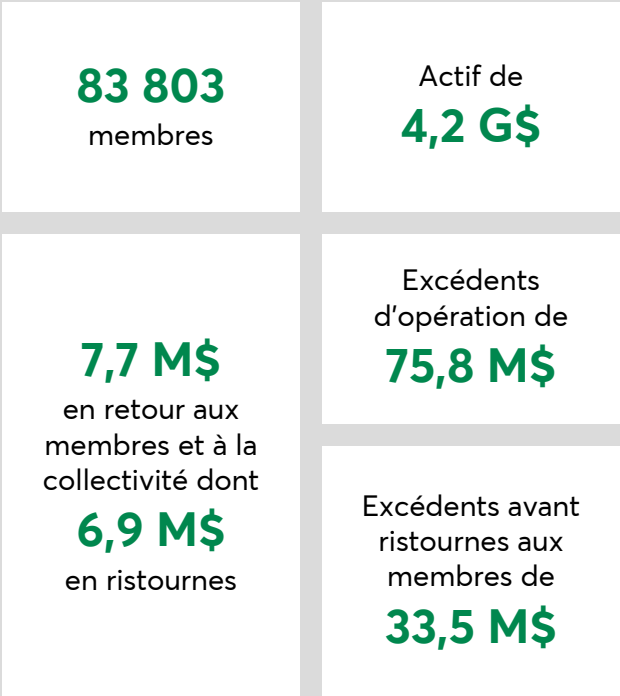 83 803
membres
Actif de
4,2 G$
7,7 M$
en retour aux
membres et à la
collectivité dont
6,9 M$
en ristournes
Excédents
d'opération de
75,8 M$
Excédents avant
ristournes aux
membres de
33,5 M$